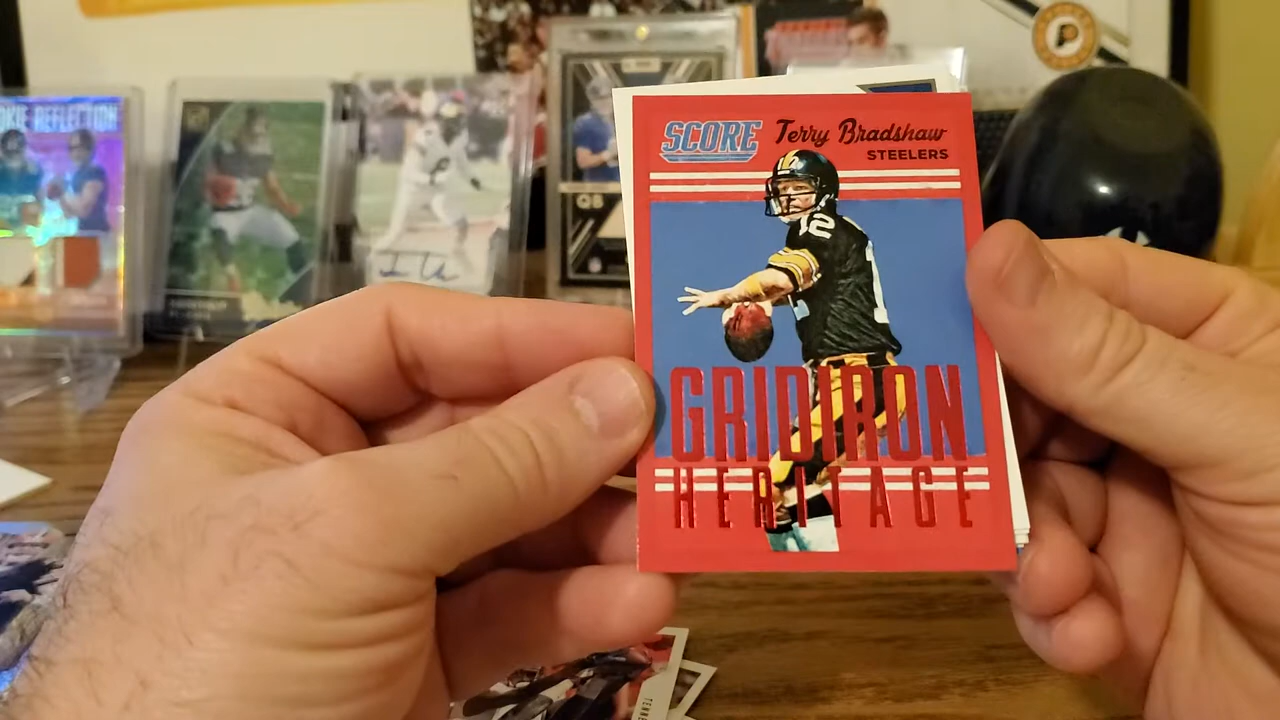 OKIE REFLECTION
SCORE
Terry Bradshaw
STEELERS
12
GRIDIRON
HERITAGE
QB
P